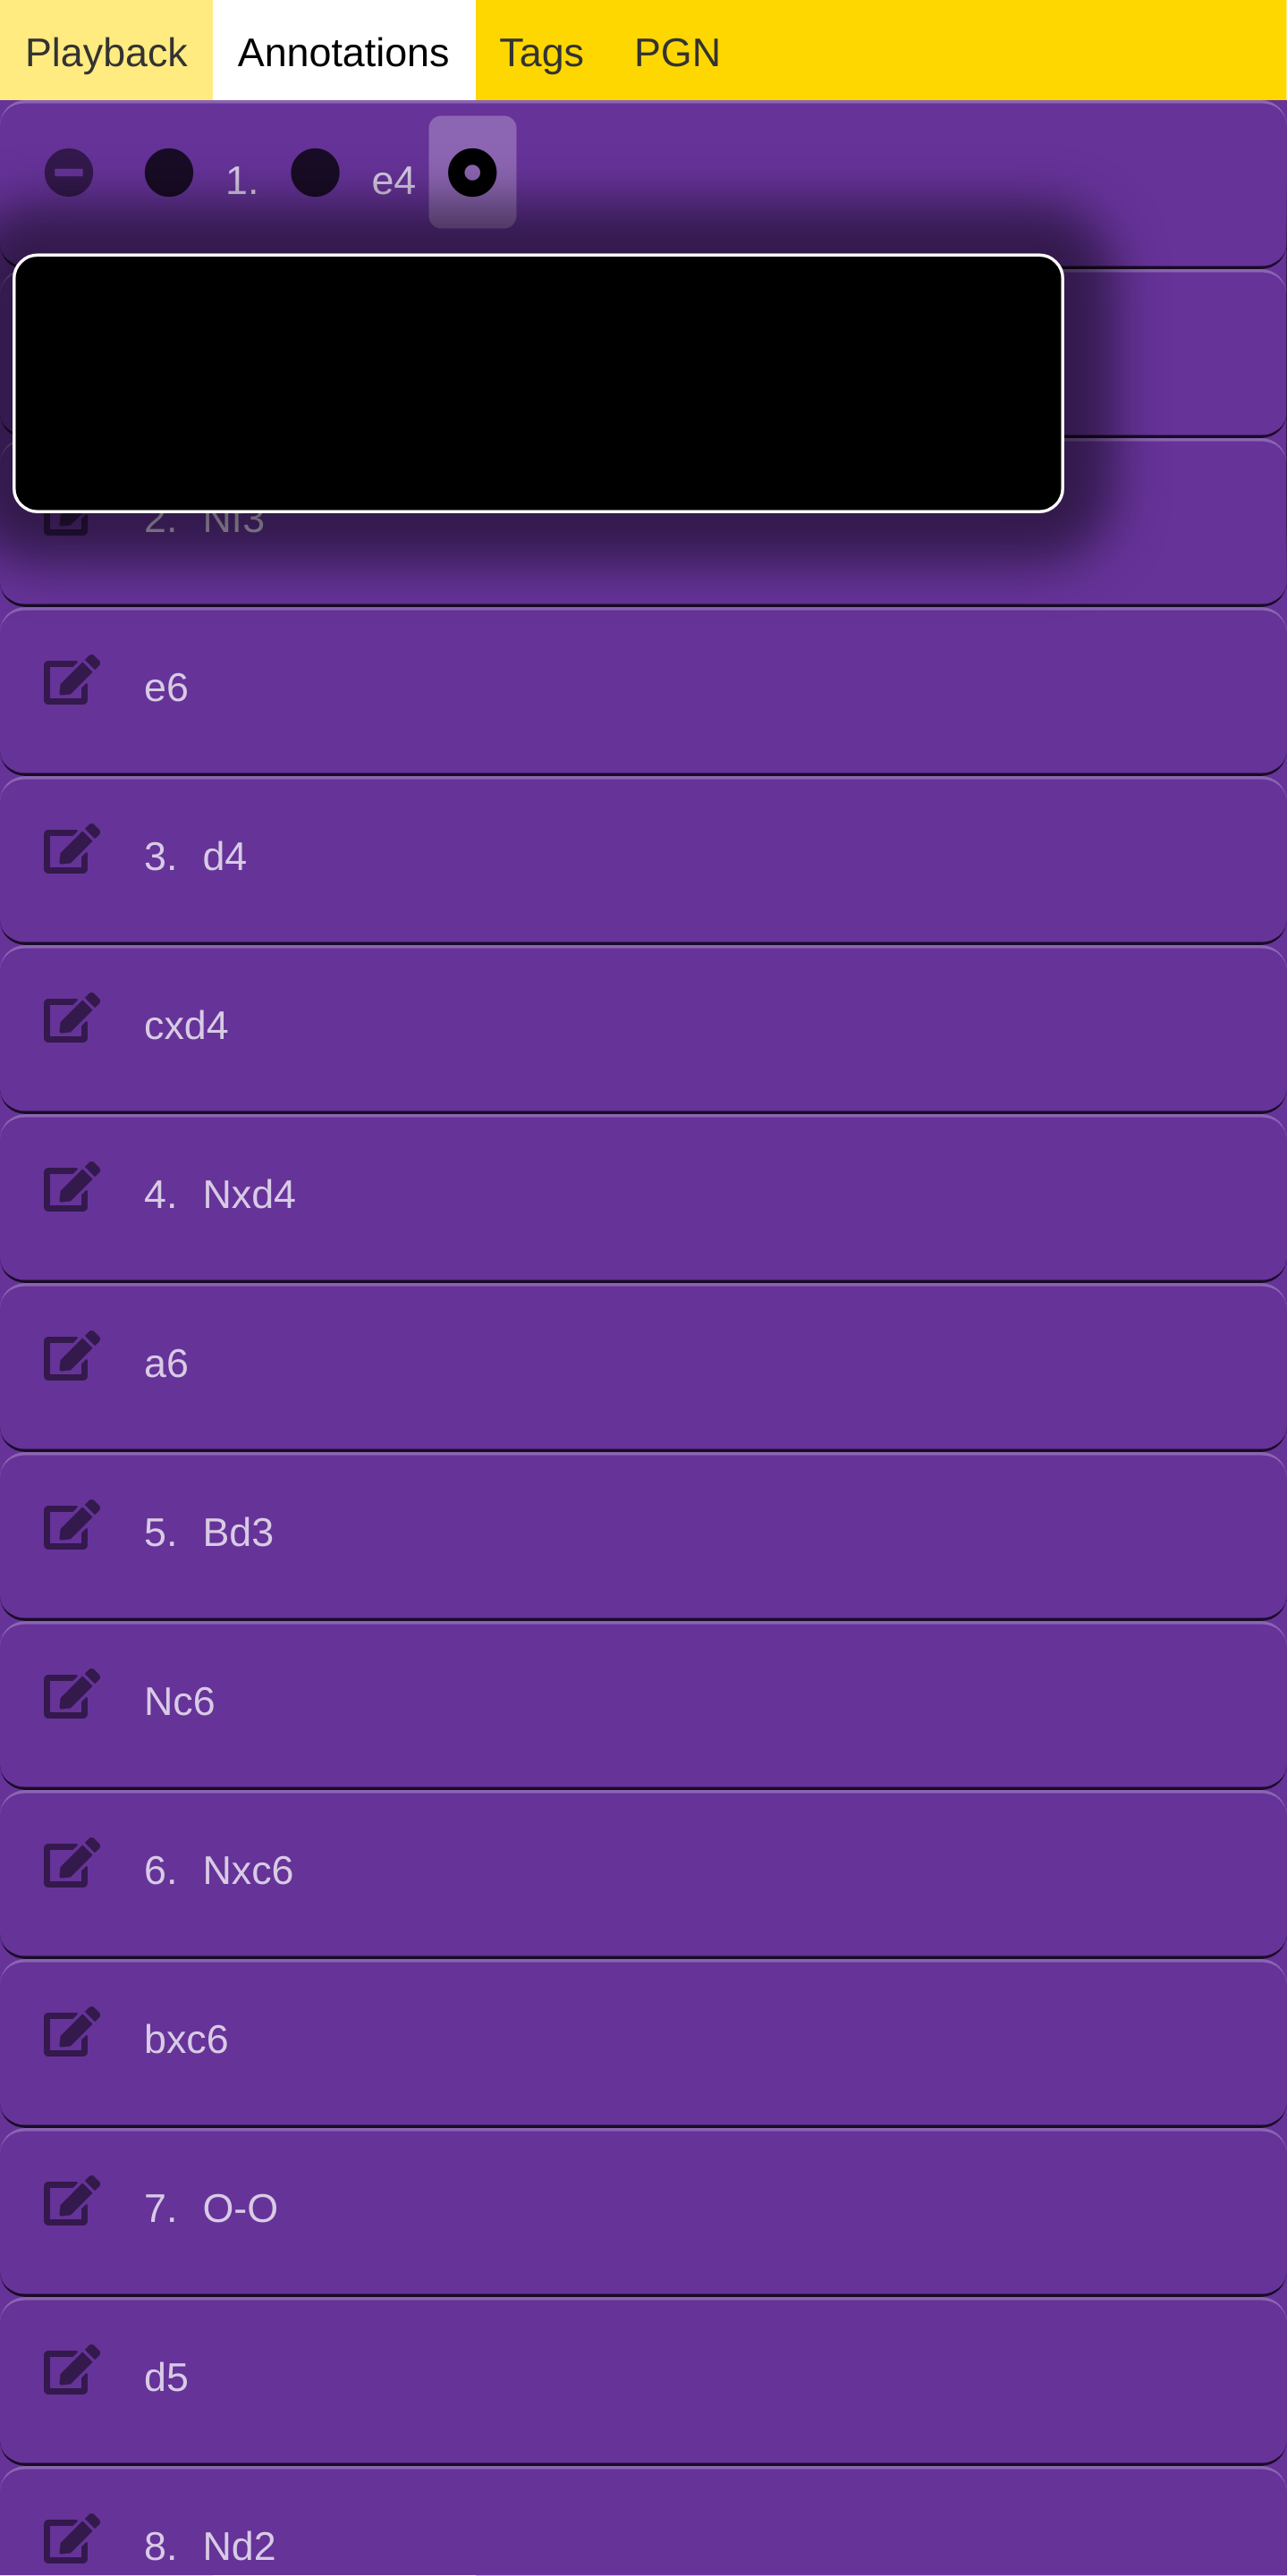 Playback Annotations Tags PGN
1. e4
2. Nf3
e6
3. d4
cxd4
4. Nxd4
a6
5. Bd3
Nc6
6. Nxc6
bxc6
7. O-O
d5
8. Nd2